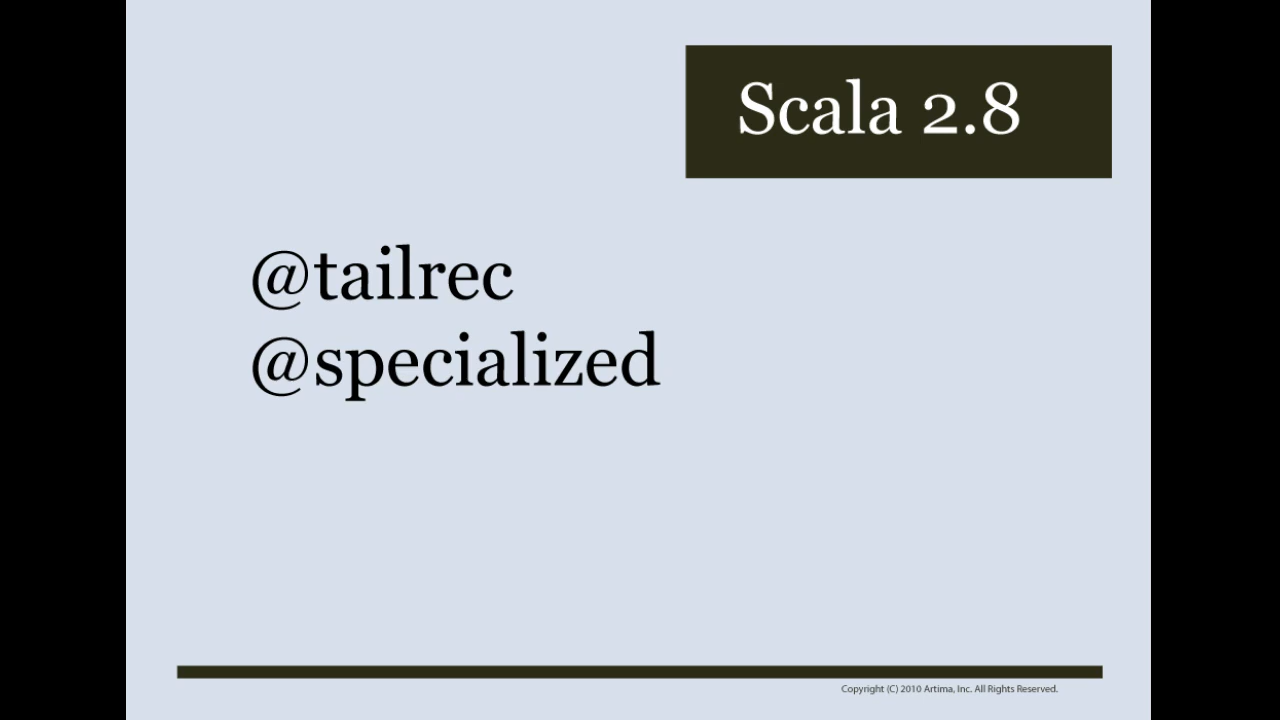 Scala 2.8
@tailrec
@specialized
Copyright (C) 2010 Artima, Inc. All Rights Reserved.